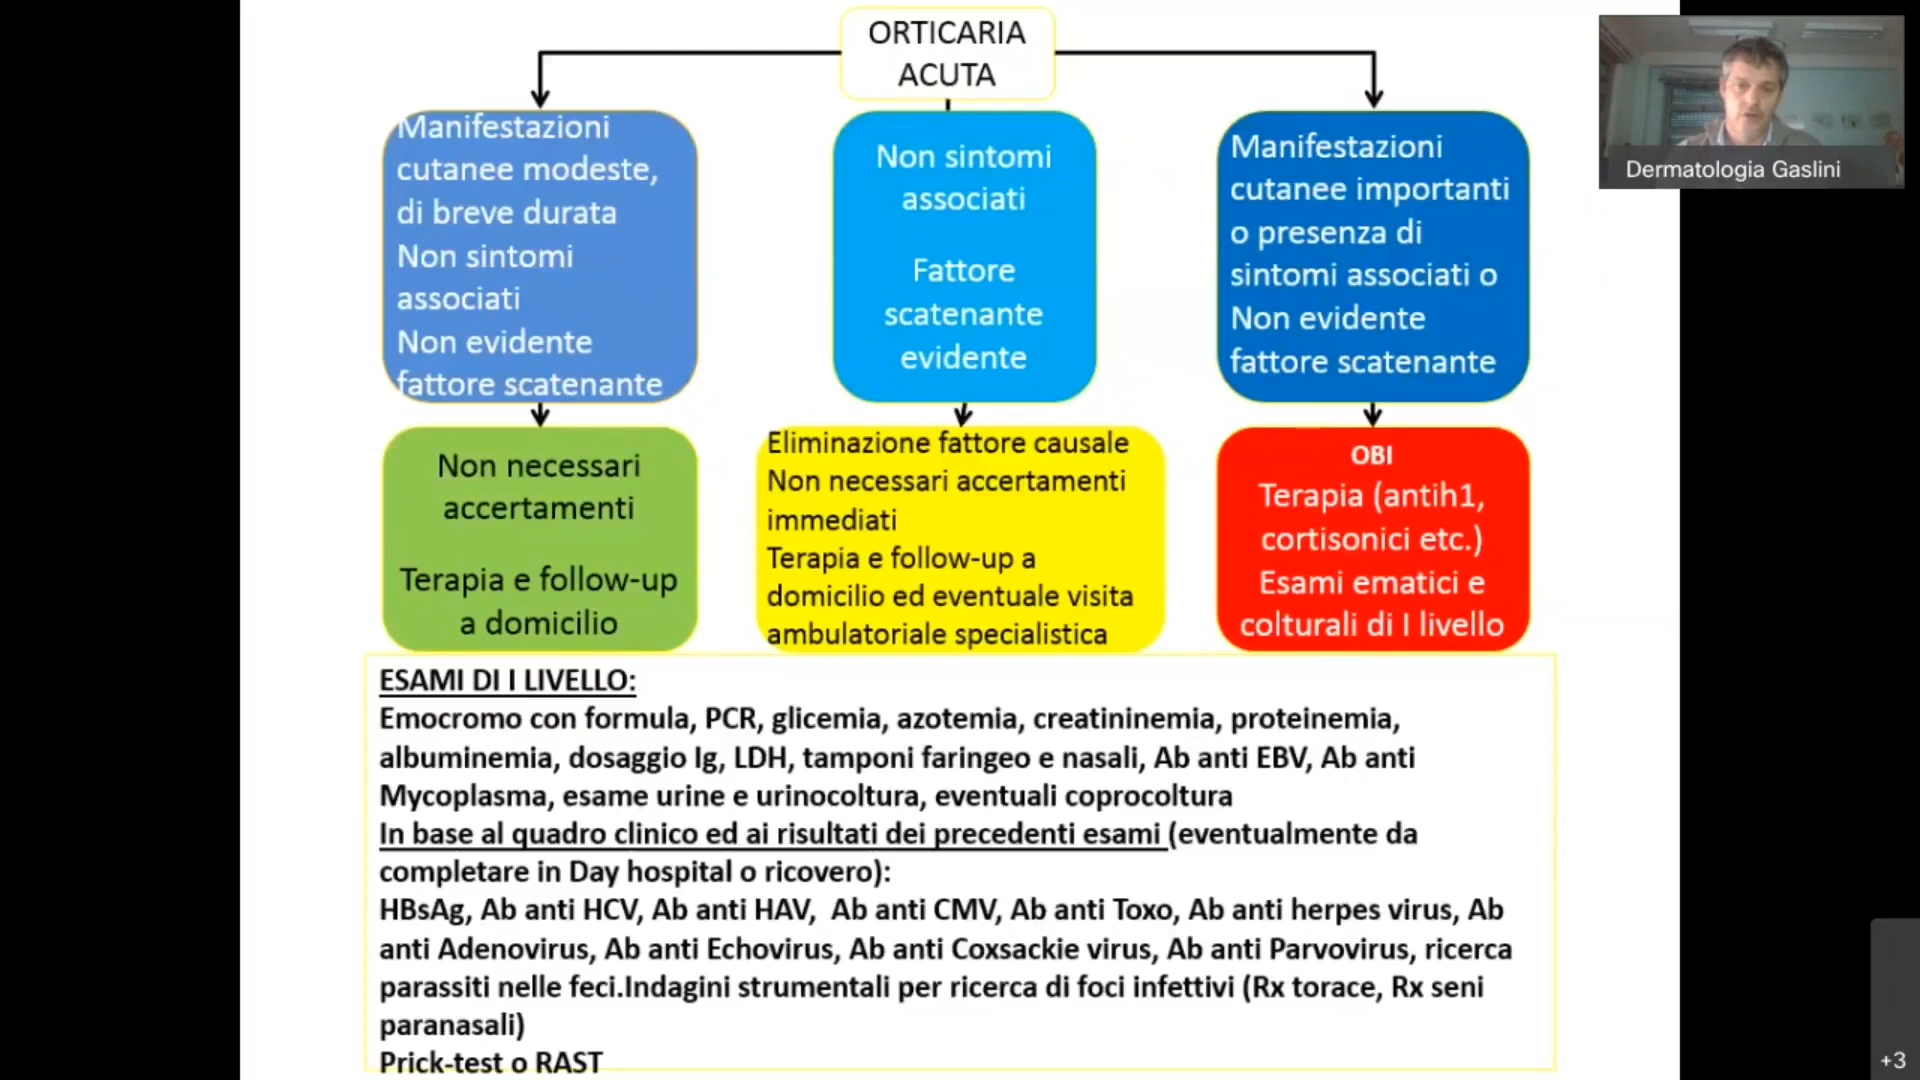 ORTICARIA
ACUTA
Manifestazioni
cutanee modeste,
di breve durata
Non sintomi
associati
Non evidente
fattore scatenante
Non sintomi
associati
Fattore
scatenante
evidente
Manifestazioni
cutanee importanti
o presenza di
sintomi associati o
Non evidente
fattore scatenante
Non necessari
accertamenti
Terapia e follow-up
a domicilio
Eliminazione fattore causale
Non necessari accertamenti
immediati
Terapia e follow-up a
domicilio ed eventuale visita
ambulatoriale specialistica
OBI
Terapia (antih1,
cortisonici etc.)
Esami ematici e
colturali di I livello
ESAMI DI I LIVELLO:
Emocromo con formula, PCR, glicemia, azotemia, creatininemia, proteinemia,
albuminemia, dosaggio Ig, LDH, tamponi faringeo e nasali, Ab anti EBV, Ab anti
Mycoplasma, esame urine e urinocoltura, eventuali coprocoltura
In base al quadro clinico ed ai risultati dei precedenti esami (eventualmente da
completare in Day hospital o ricovero):
HBsAg, Ab anti HCV, Ab anti HAV, Ab anti CMV, Ab anti Toxo, Ab anti herpes virus, Ab
anti Adenovirus, Ab anti Echovirus, Ab anti Coxsackie virus, Ab anti Parvovirus, ricerca
parassiti nelle feci.Indagini strumentali per ricerca di foci infettivi (Rx torace, Rx seni
paranasali)
Prick-test o RAST
Dermatologia Gaslini
+3